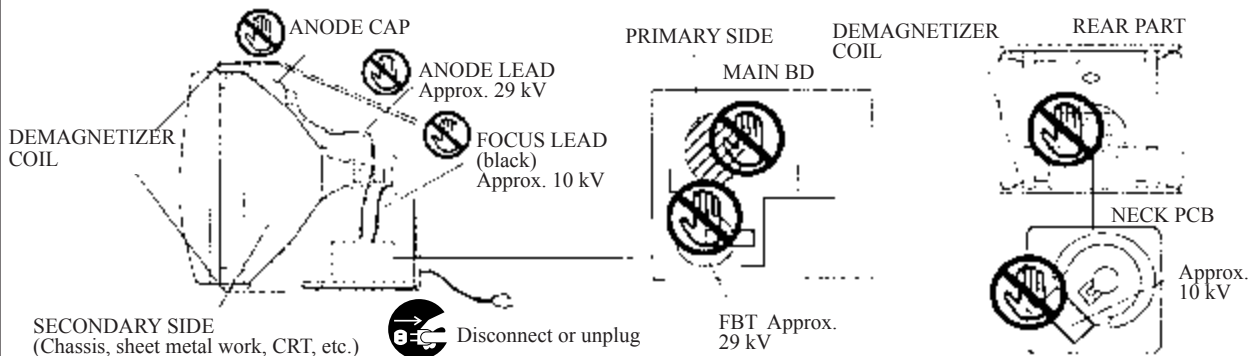 ANODE CAP
ANODE LEAD
Approx. 29 kV
FOCUS LEAD
(black)
Approx. 10 kV
DEMAGNETIZER
COIL
SECONDARY SIDE
(Chassis, sheet metal work, CRT, etc.)
Disconnect or unplug
PRIMARY SIDE
MAIN BD
FBT Approx.
29 kV
DEMAGNETIZER
COIL
REAR PART
NECK PCB
Approx.
10 kV